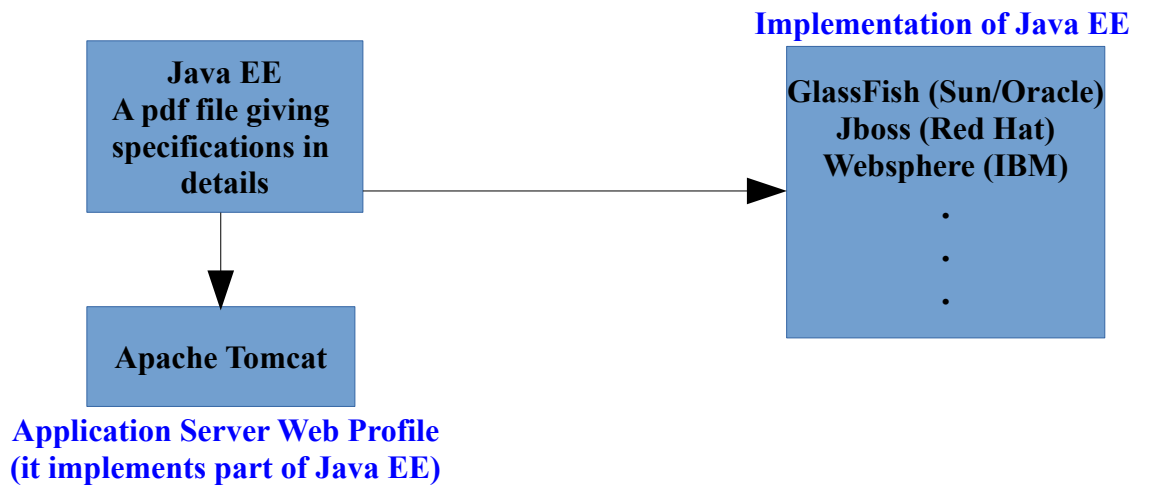 Implementation of Java EE
Java EE
A pdf file giving
specifications in
details
GlassFish (Sun/Oracle)
Jboss (Red Hat)
Websphere (IBM)
.
.
.
Apache Tomcat
Application Server Web Profile
(it implements part of Java EE)